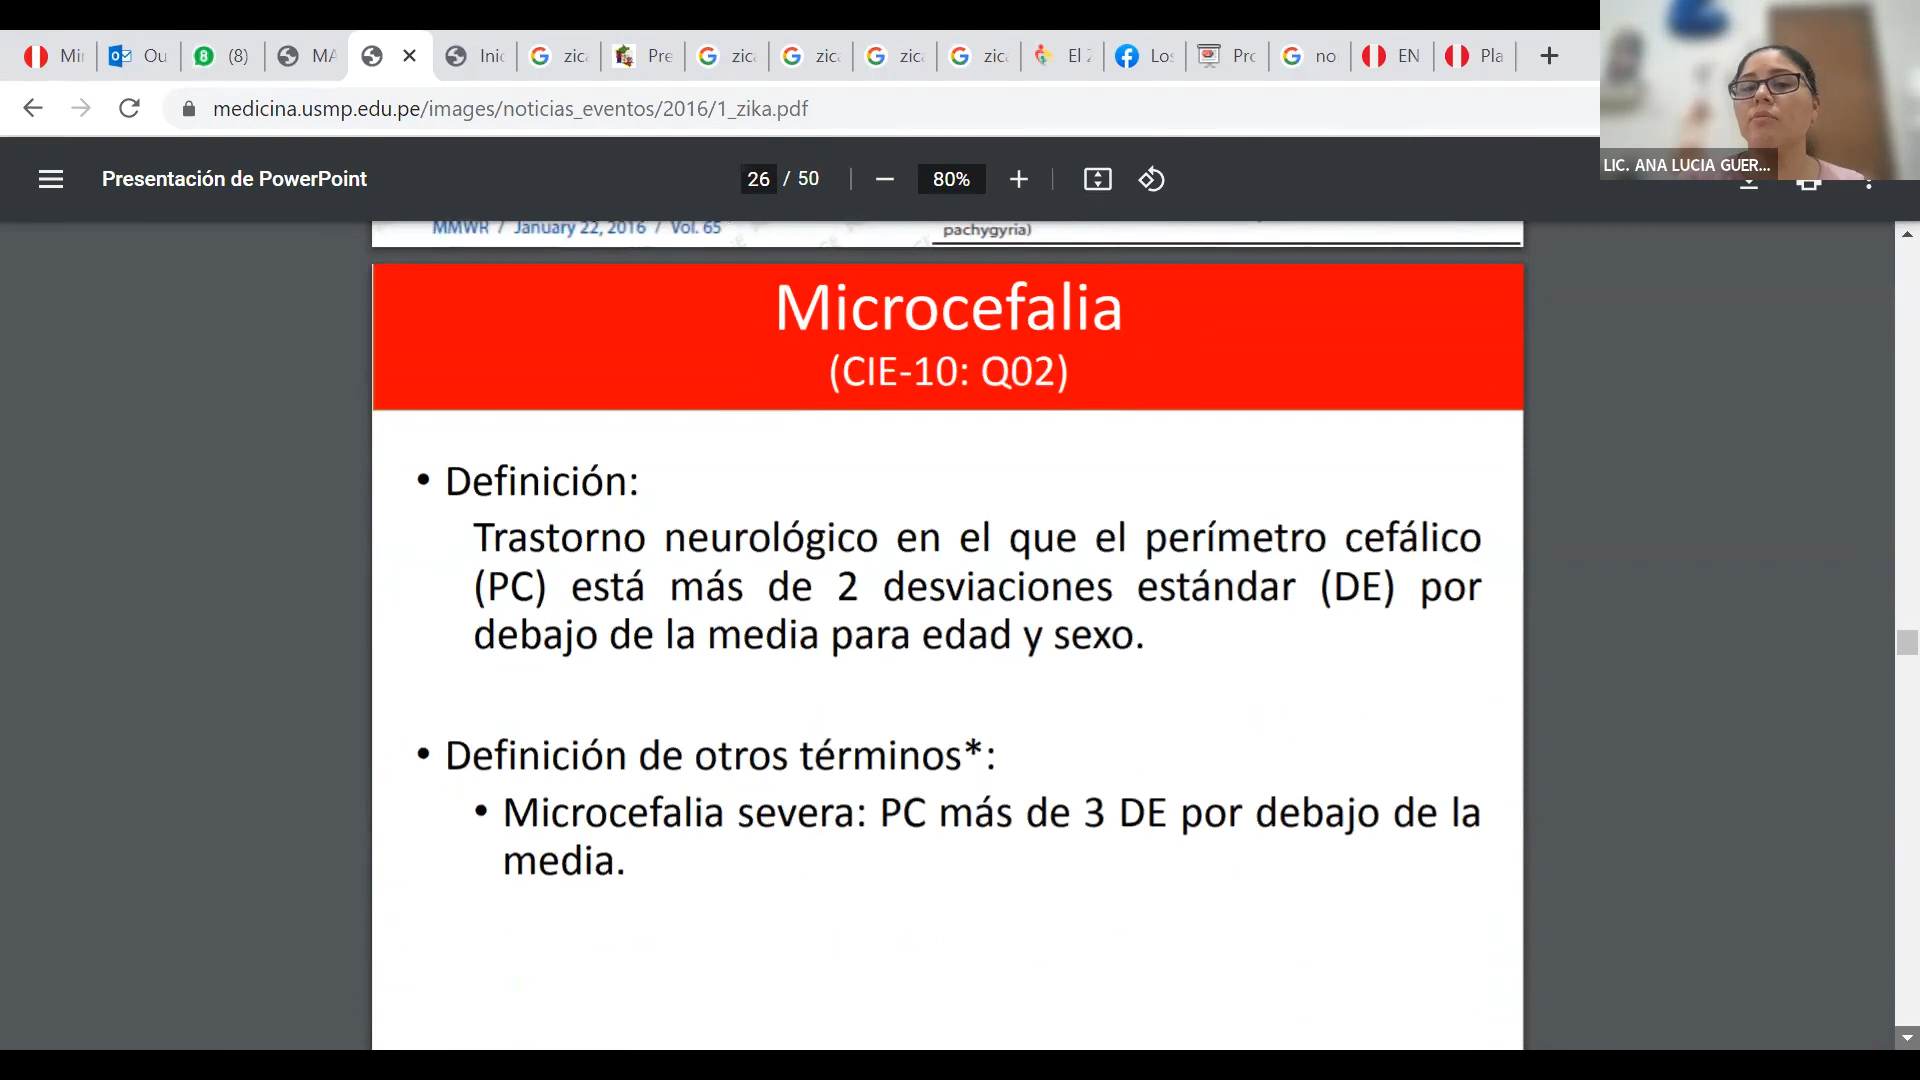 Mi
Ou
(8)
MA
Inic
zic
Pre
zic
zic
zic
zic
El Z
Los
Pro
no
EN
Pla
medicina.usmp.edu.pe/images/noticias_eventos/2016/1_zika.pdf
LIC. ANA LUCIA GUER...
Presentación de PowerPoint
26 / 50
80%
MMWR / January 22, 2016 / Vol. 65
pachygyria)
Microcefalia
(CIE-10: Q02)
• Definición:
Trastorno neurológico en el que el perímetro cefálico
(PC) está más de 2 desviaciones estándar (DE) por
debajo de la media para edad y sexo.
• Definición de otros términos*:
• Microcefalia severa: PC más de 3 DE por debajo de la
media.